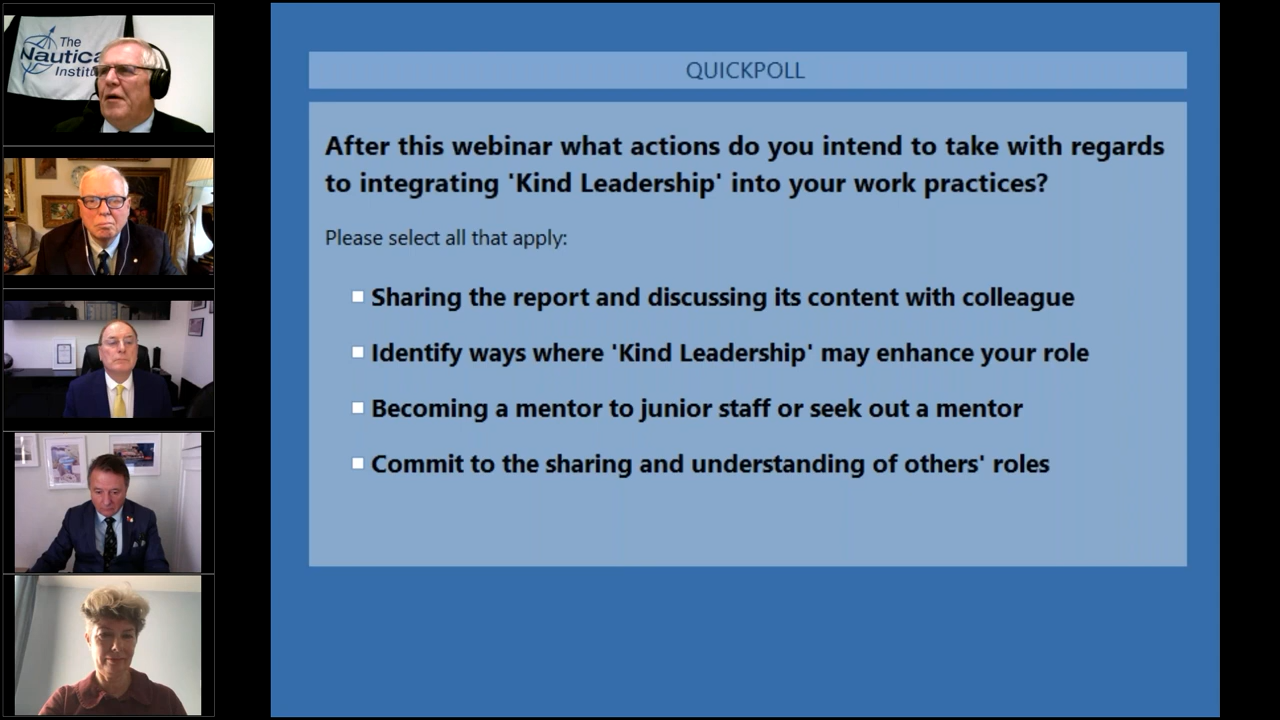 The
Nautica
Institu
QUICKPOLL
After this webinar what actions do you intend to take with regards
to integrating 'Kind Leadership' into your work practices?
Please select all that apply:
Sharing the report and discussing its content with colleague
Identify ways where 'Kind Leadership' may enhance your role
Becoming a mentor to junior staff or seek out a mentor
Commit to the sharing and understanding of others' roles